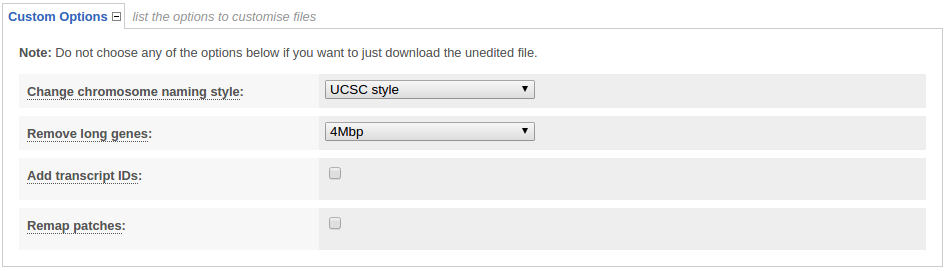 Custom Options list the options to customise files
Note: Do not choose any of the options below if you want to just download the unedited file.
Change chromosome naming style: UCSC style
Remove long genes: 4Mbp
Add transcript IDs:
Remap patches: